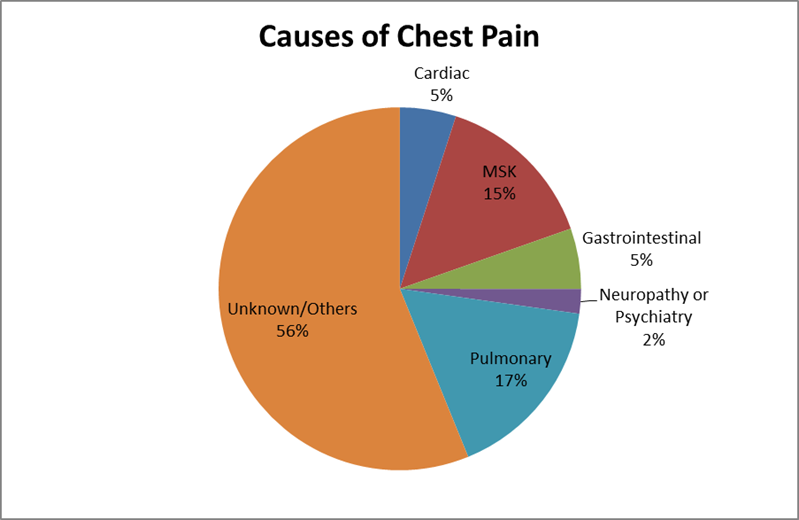 Causes of Chest Pain
Cardiac
5%
MSK
15%
Gastrointestinal
5%
Neuropathy or
Psychiatry
2%
Pulmonary
17%
Unknown/Others
56%